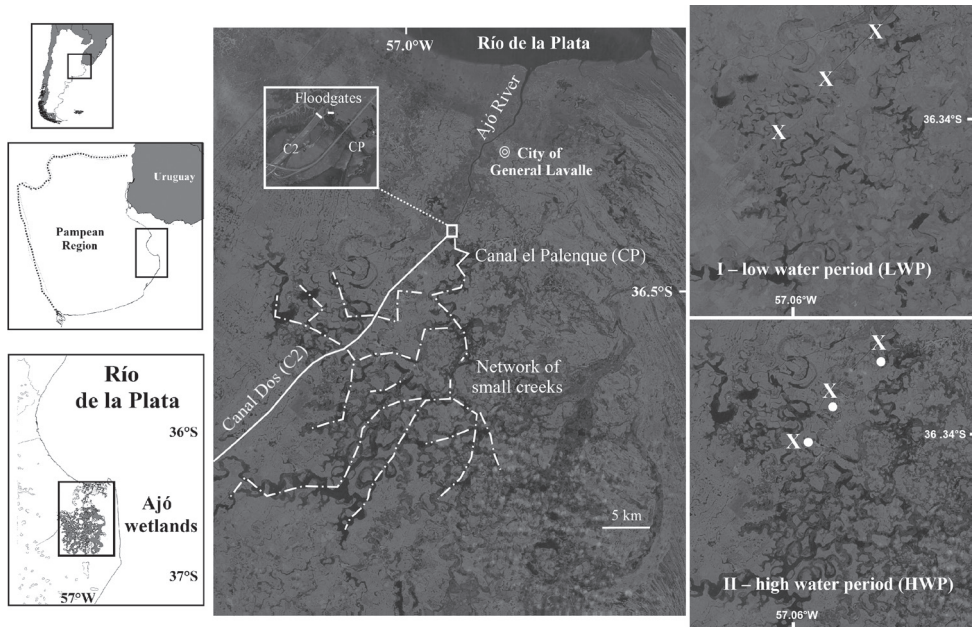 Uruguay
Pampean
Region
Río
de la Plata
36°S
Ajó
wetlands
37°S
57°W
57.0°W
Río de la Plata
Ajó River
Floodgates
C2
CP
City of
General Lavalle
Canal el Palenque (CP)
36.5°S
Canal Dos (C2)
Network of
small creeks
5 km
X
X
X
36.34°S
I – low water period (LWP)
57.06°W
X
X
X
36 .34°S
II – high water period (HWP)
57.06°W